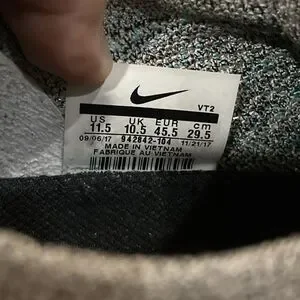 NIKE
VT2
US UK EUR cm
11.5 10.5 45.5 29.5
09/06/17 942842-104 11/21/17
MADE IN VIETNAM
FABRIQUE AU VIETNAM